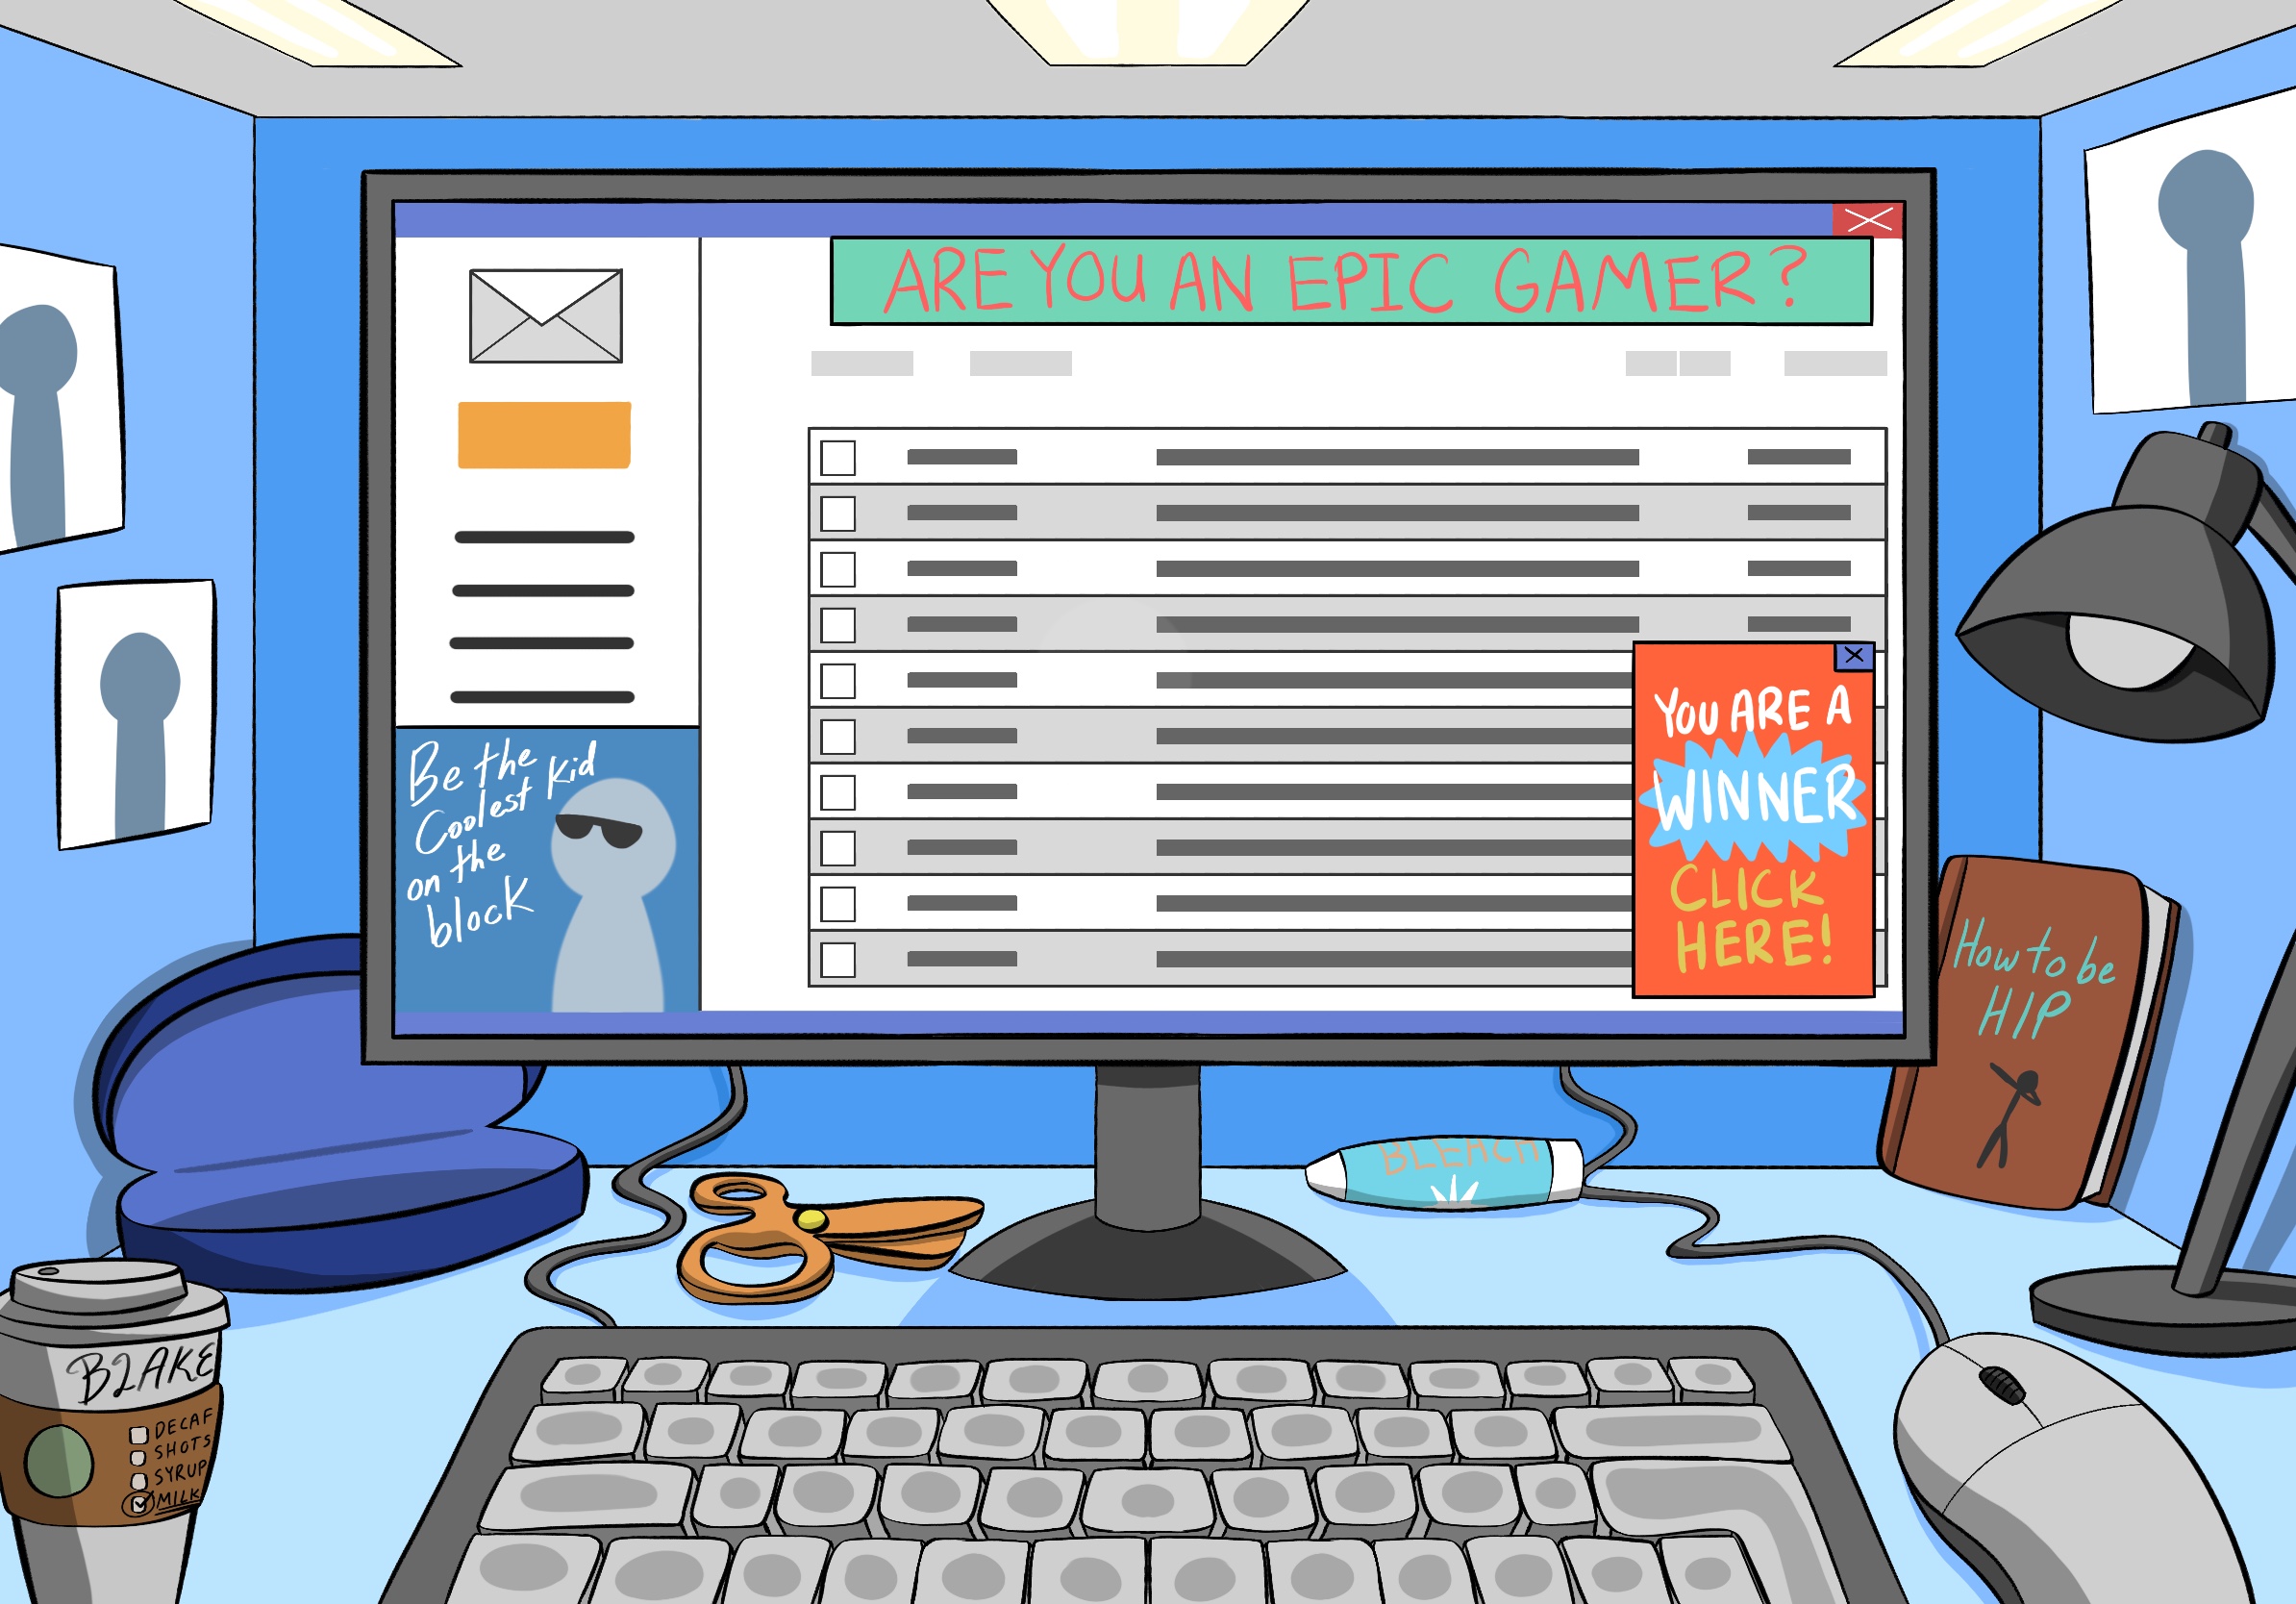 ARE YOU AN EPIC GAMER?
Be the
Coolest kid
on the
block
YOU ARE A
WINNER
CLICK
HERE!
How to be
HIP
BLEACH
BLAKE
DECAF
SHOTS
SYRUP
MILK